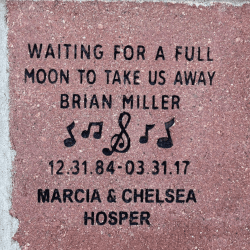 WAITING FOR A FULL
MOON TO TAKE US AWAY
BRIAN MILLER
12.31.84-03.31.17
MARCIA & CHELSEA
HOSPER